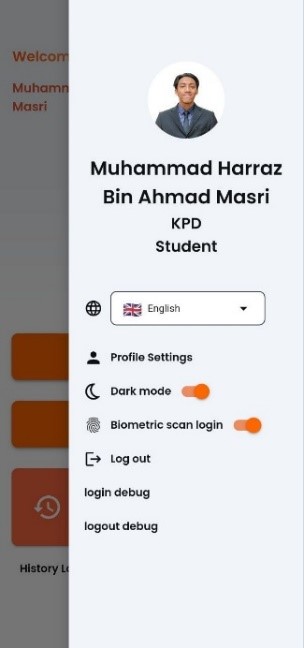 Welcom
Muhamm
Masri
Muhammad Harraz
Bin Ahmad Masri
KPD
Student
English
Profile Settings
Dark mode
Biometric scan login
Log out
login debug
logout debug
History Lo